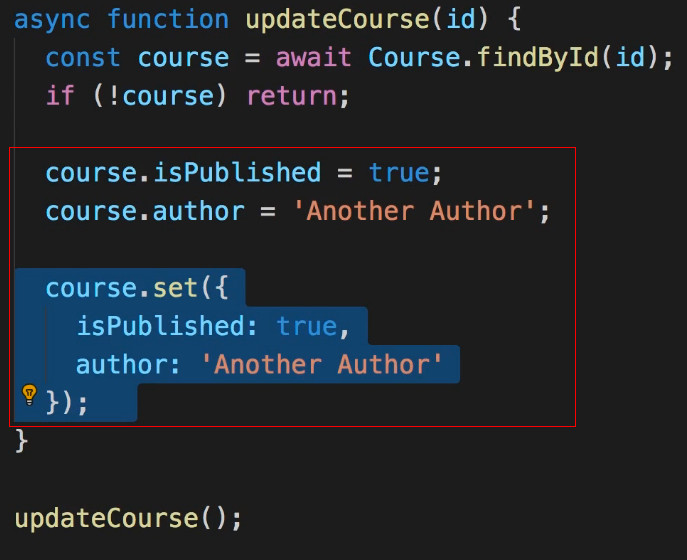 async function updateCourse(id) {
const course = await Course.findById(id);
if (!course) return;
course.isPublished = true;
course.author = 'Another Author';
course.set({
isPublished: true,
author: 'Another Author'
});
}
updateCourse();